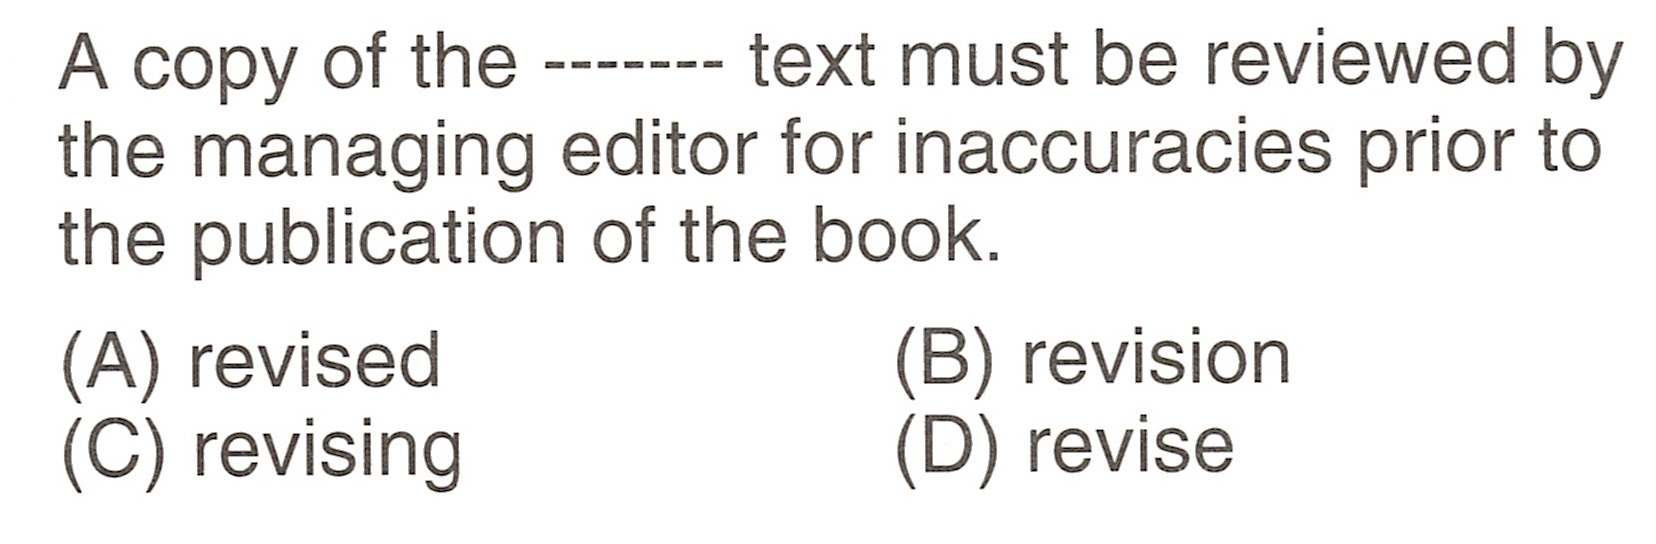 A copy of the ------- text must be reviewed by
the managing editor for inaccuracies prior to
the publication of the book.
(A) revised (B) revision
(C) revising (D) revise